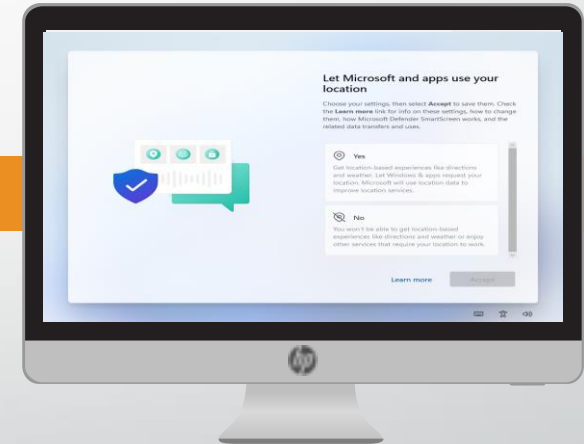 Let Microsoft and apps use your
location
Choose your settings, then select Accept to save them. Check
the Learn more link for info on these settings, how to change
them, how Microsoft Defender SmartScreen works, and the
related data transfers and uses.
Yes
Get location-based experiences like directions
and weather. Let Windows & apps request your
location. Microsoft will use location data to
improve location services.
No
You won't be able to get location-based
experiences like directions and weather or enjoy
other services that require your location to work.
Learn more
Accept
hp